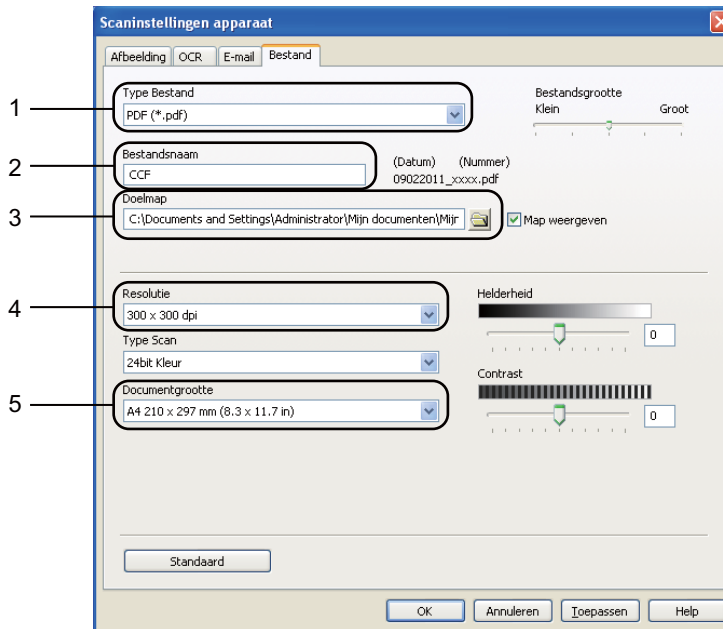 Scaninstellingen apparaat
Afbeelding OCR E-mail Bestand
1
Type Bestand
PDF (*.pdf)
Bestandsgrootte
Klein Groot
2
Bestandsnaam
CCF
(Datum) (Nummer)
09022011_xxxx.pdf
3
Doelmap
C:\Documents and Settings\Administrator\Mijn documenten\Mijr
Map weergeven
4
Resolutie
300 x 300 dpi
Helderheid
0
Type Scan
24bit Kleur
Contrast
0
5
Documentgrootte
A4 210 x 297 mm (8.3 x 11.7 in)
Standaard
OK Annuleren Toepassen Help